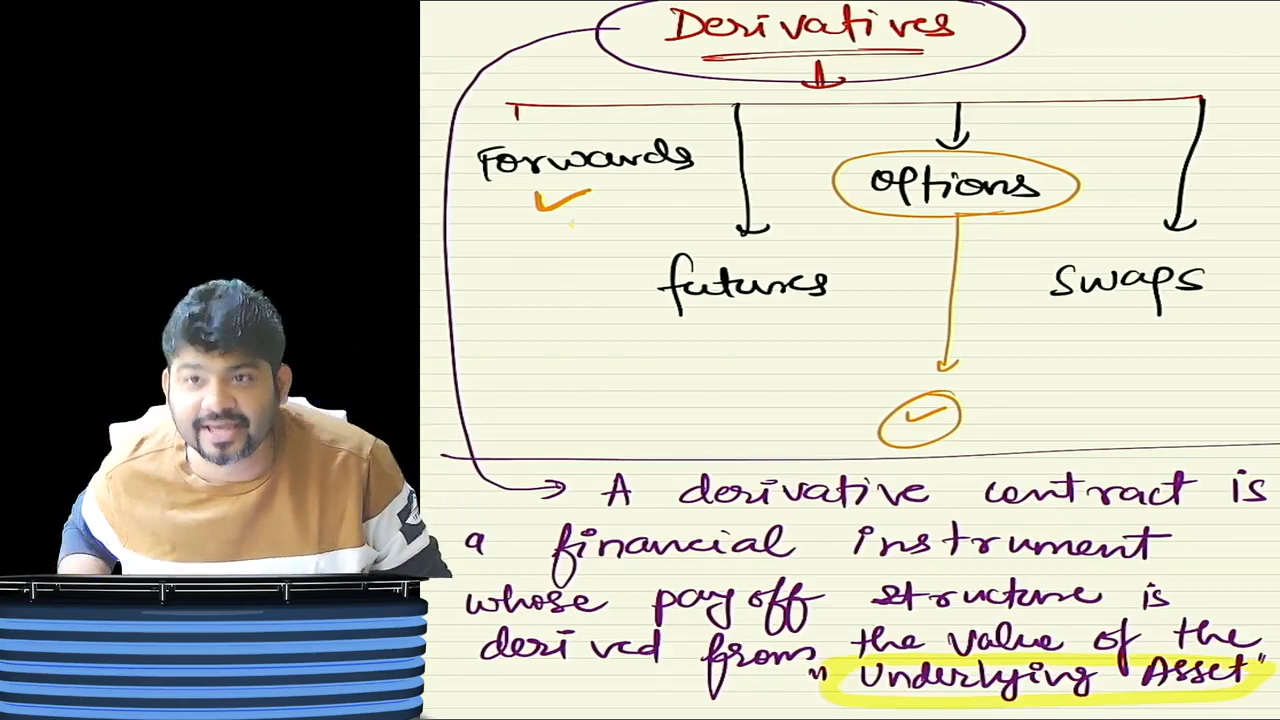 Derivatives
Forwards
options
futures
swaps
A derivative contract is
a financial instrument
whose payoff structure is
derived from the value of the
"Underlying Asset"